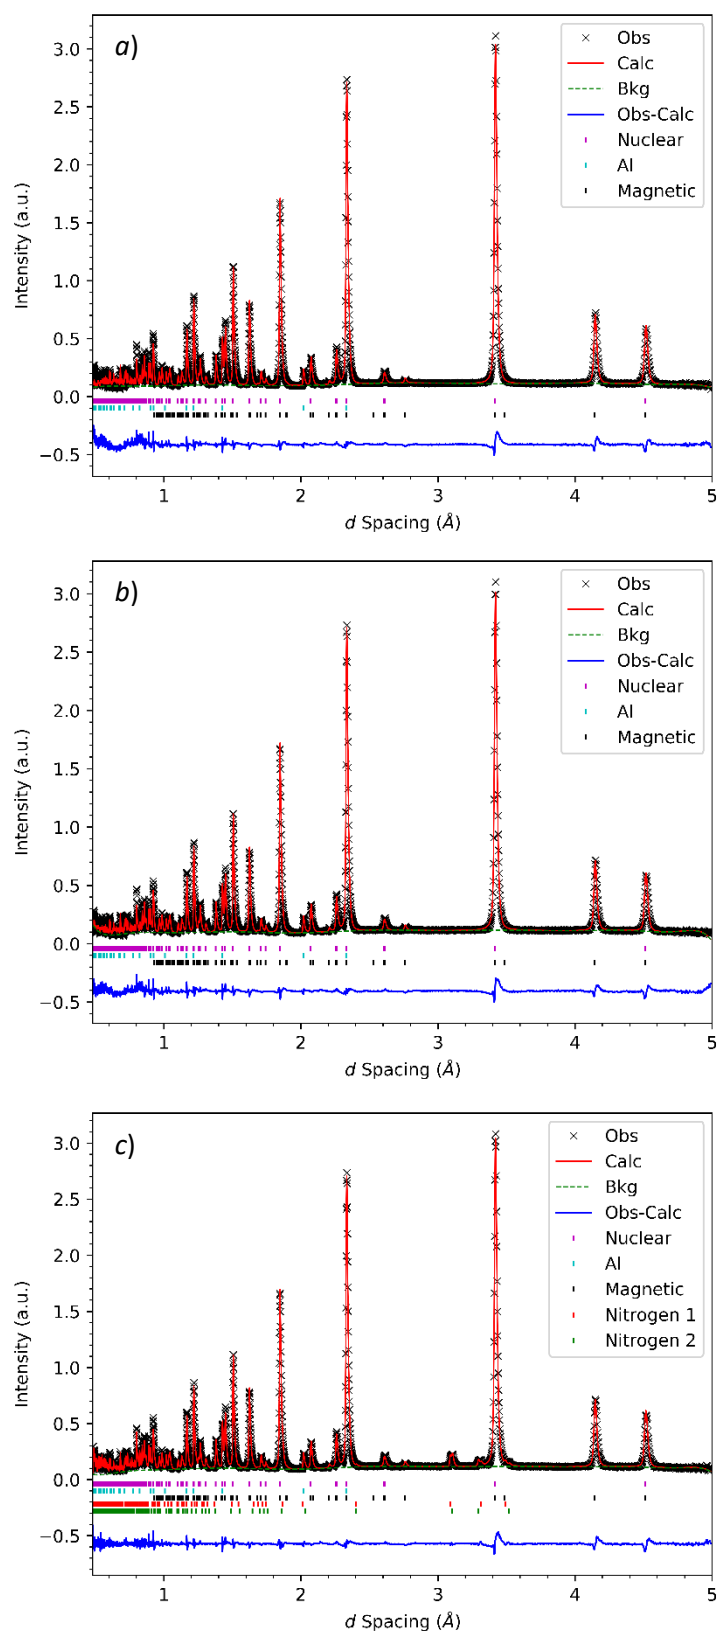 a)
Obs
Calc
Bkg
Obs-Calc
Nuclear
Al
Magnetic
Intensity (a.u.)
3.0
2.5
2.0
1.5
1.0
0.5
0.0
−0.5
1 2 3 4 5
d Spacing (Å)
b)
Obs
Calc
Bkg
Obs-Calc
Nuclear
Al
Magnetic
Intensity (a.u.)
3.0
2.5
2.0
1.5
1.0
0.5
0.0
−0.5
1 2 3 4 5
d Spacing (Å)
c)
Obs
Calc
Bkg
Obs-Calc
Nuclear
Al
Magnetic
Nitrogen 1
Nitrogen 2
Intensity (a.u.)
3.0
2.5
2.0
1.5
1.0
0.5
0.0
−0.5
1 2 3 4 5
d Spacing (Å)